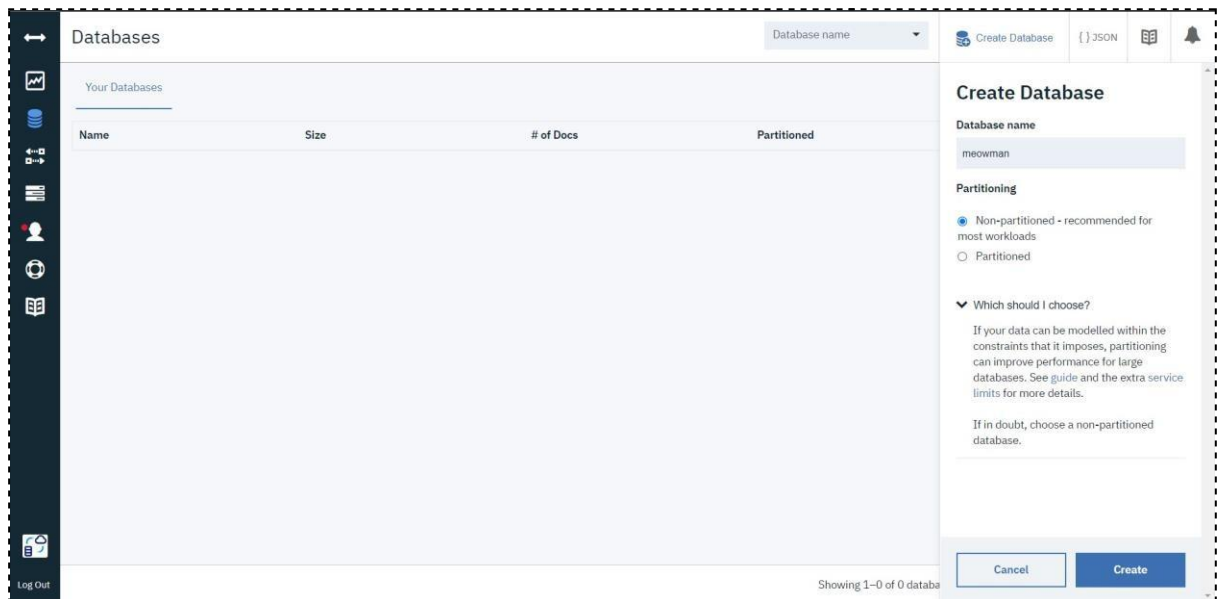 Databases
Database name
Create Database
{ } JSON
Your Databases
Name Size # of Docs Partitioned
Create Database
Database name
meowman
Partitioning
Non-partitioned - recommended for
most workloads
Partitioned
Which should I choose?
If your data can be modelled within the
constraints that it imposes, partitioning
can improve performance for large
databases. See guide and the extra service
limits for more details.
If in doubt, choose a non-partitioned
database.
Cancel
Create
Log Out
Showing 1–0 of 0 databa